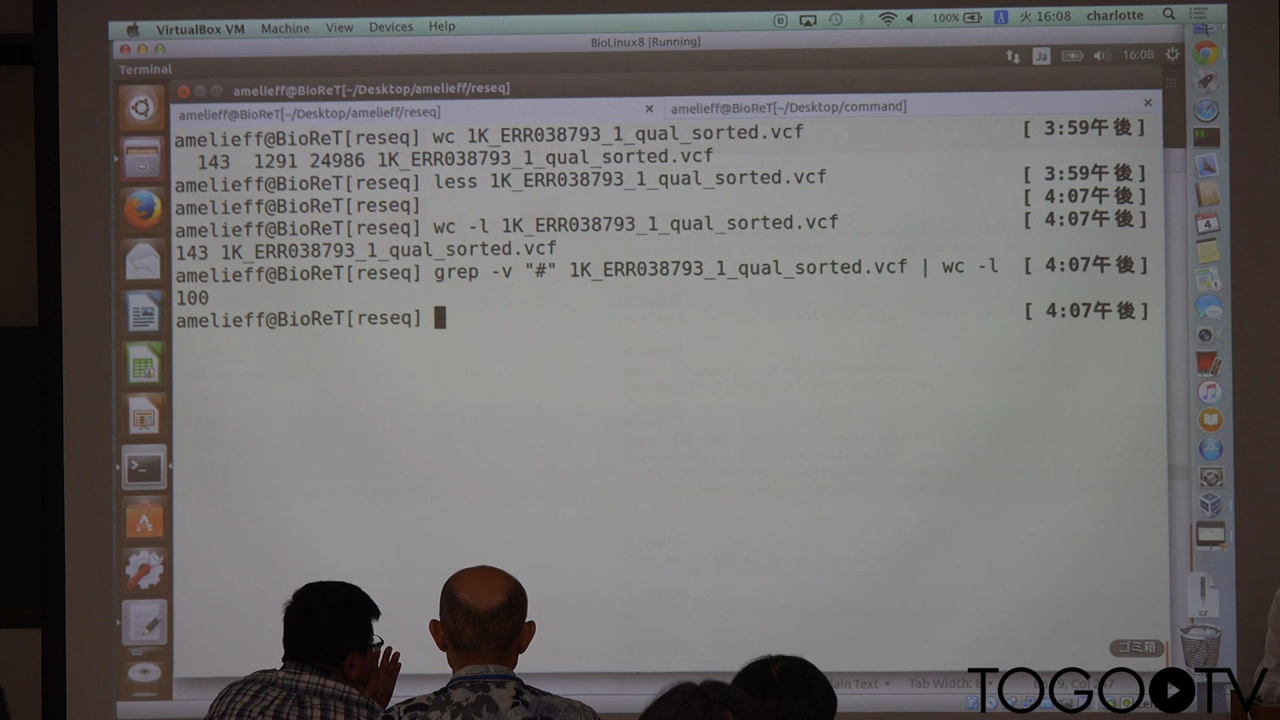 VirtualBox VM Machine View Devices Help 100% A 火 16:08 charlotte
BioLinux8 [Running]
Terminal Ja 16:08
amelieff@BioReT[~/Desktop/amelieff/reseq]
amelieff@BioReT[~/Desktop/amelieff/reseq] × amelieff@BioReT[~/Desktop/command] ×
amelieff@BioReT[reseq] wc 1K_ERR038793_1_qual_sorted.vcf [ 3:59午後]
143 1291 24986 1K_ERR038793_1_qual_sorted.vcf
amelieff@BioReT[reseq] less 1K_ERR038793_1_qual_sorted.vcf [ 3:59午後]
amelieff@BioReT[reseq] [ 4:07午後]
amelieff@BioReT[reseq] wc -l 1K_ERR038793_1_qual_sorted.vcf [ 4:07午後]
143 1K_ERR038793_1_qual_sorted.vcf
amelieff@BioReT[reseq] grep -v "#" 1K_ERR038793_1_qual_sorted.vcf | wc -l [ 4:07午後]
100
amelieff@BioReT[reseq] [ 4:07午後]
ゴミ箱
Text Tab Width:
TOGOTV